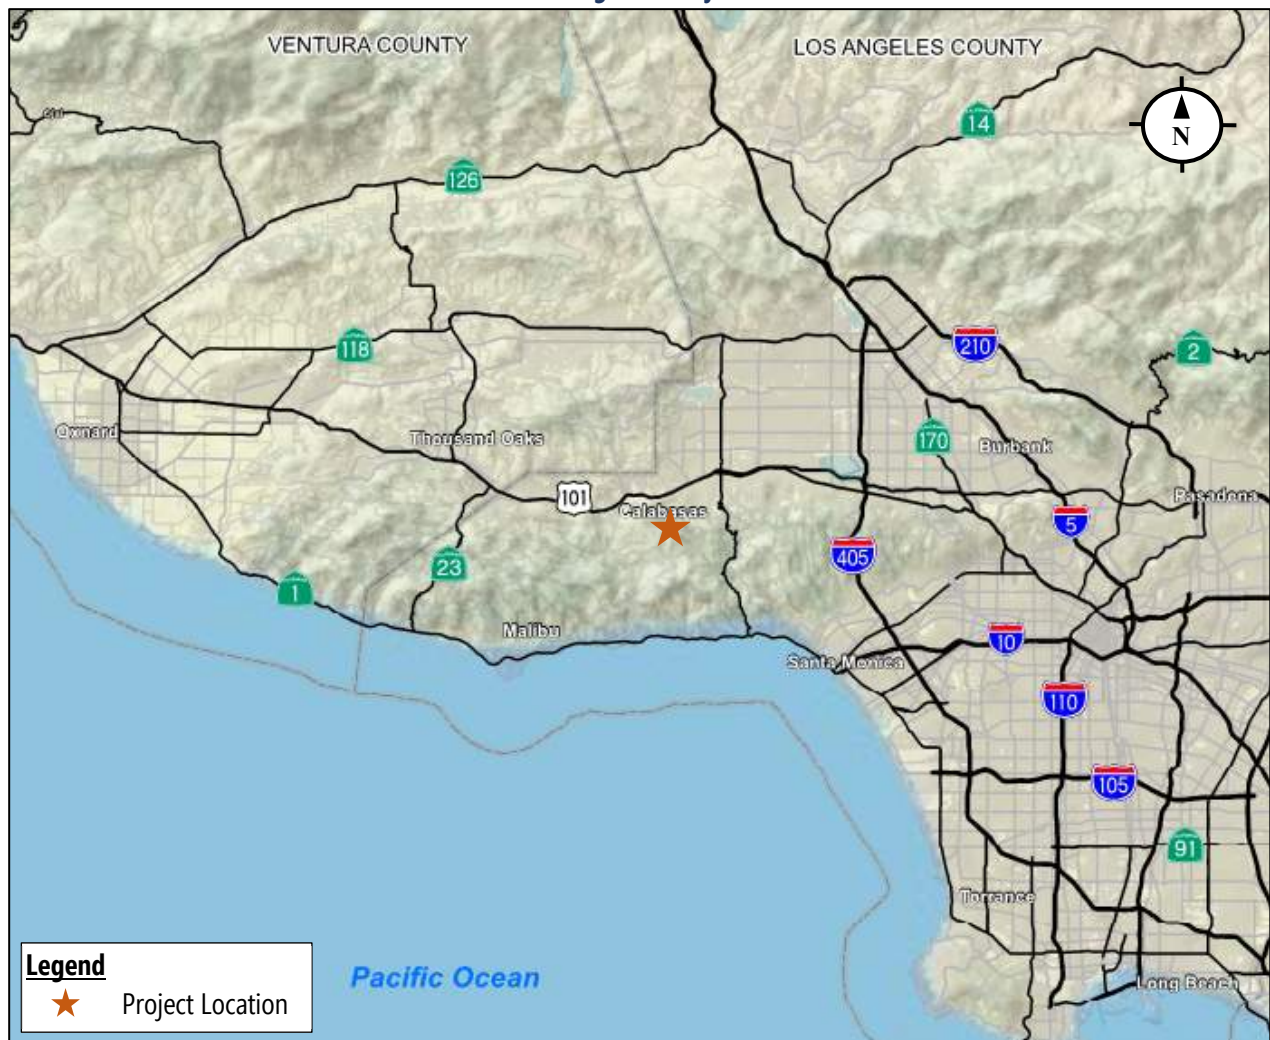 VENTURA COUNTY
LOS ANGELES COUNTY
14
N
126
118
210
2
Oxnard
Thousand Oaks
170
Burbank
101
Calabasas
Pasadena
5
405
23
1
Malibu
10
Santa Monica
110
105
91
Torrance
Legend
Project Location
Pacific Ocean
Long Beach